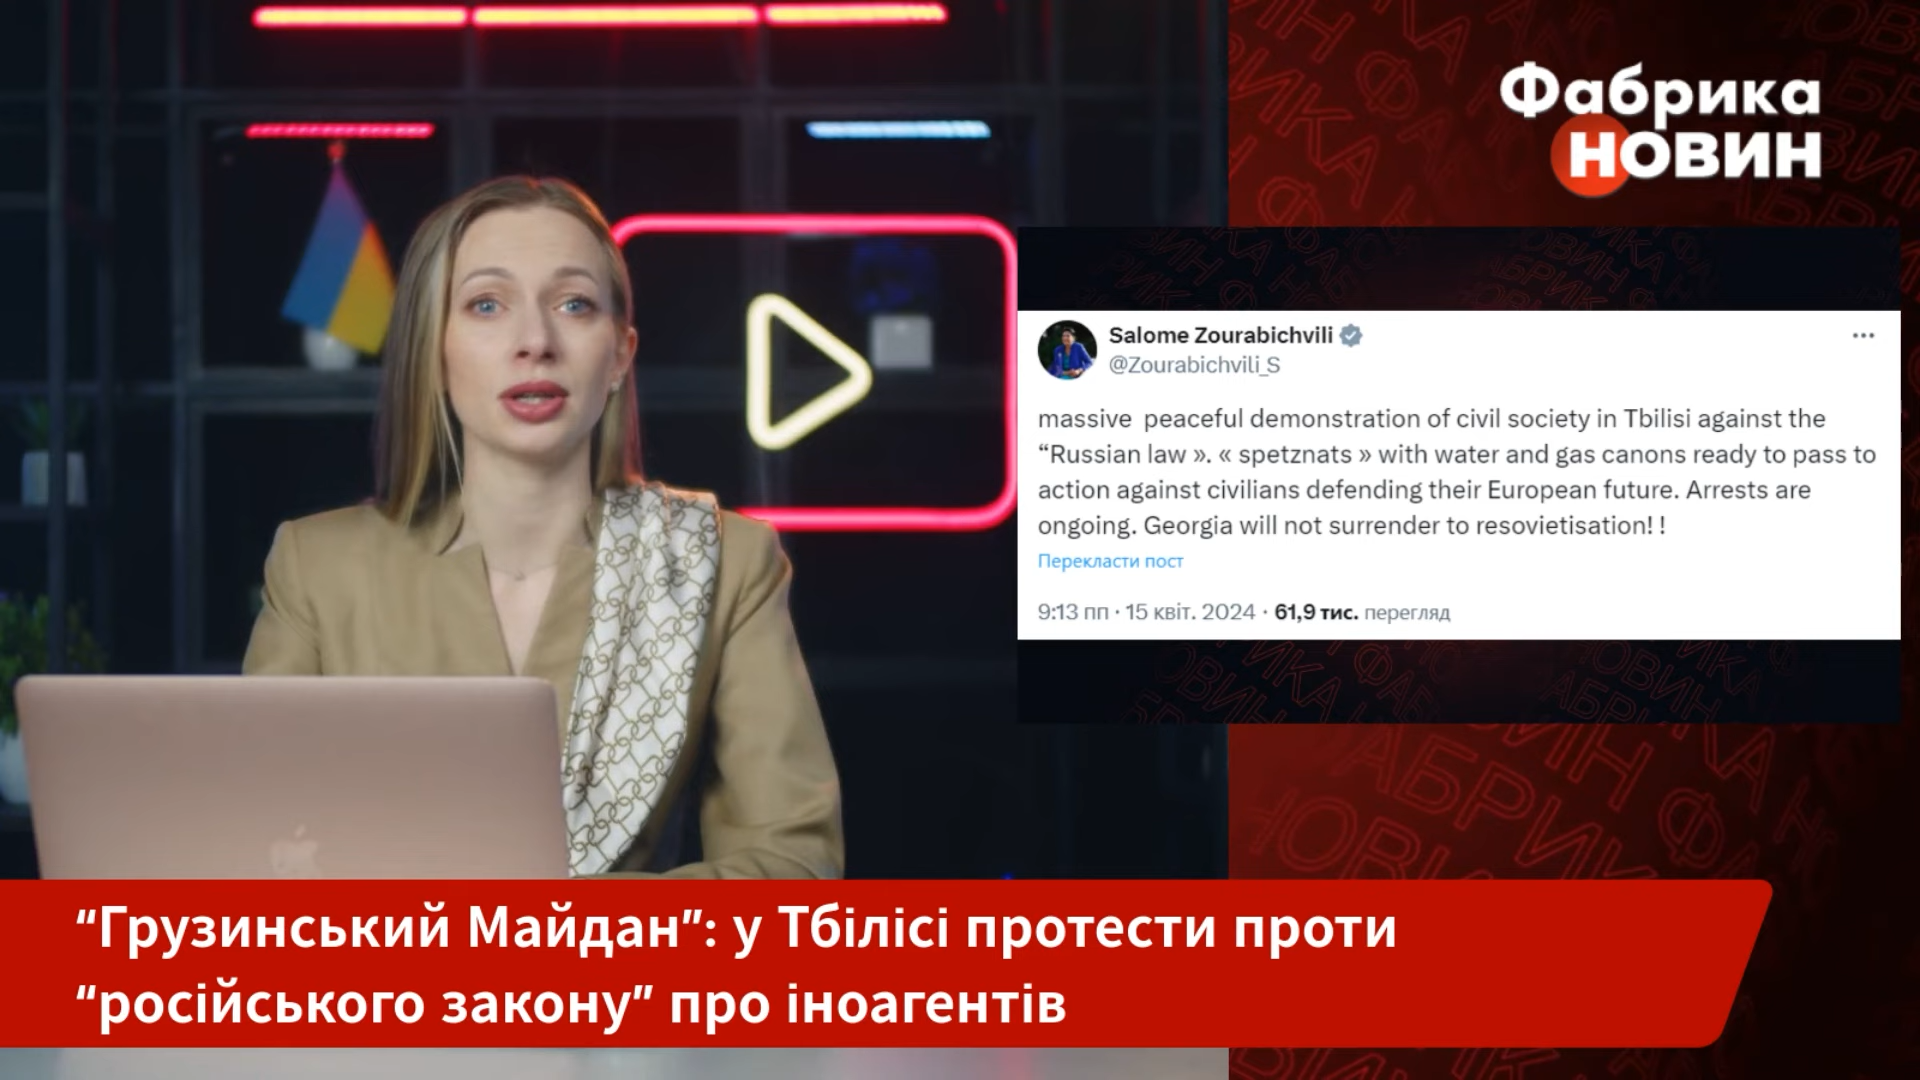 Фабрика
НОВИН
Salome Zourabichvili
@Zourabichvili_S
massive peaceful demonstration of civil society in Tbilisi against the
“Russian law ». « spetznats » with water and gas canons ready to pass to
action against civilians defending their European future. Arrests are
ongoing. Georgia will not surrender to resovietisation! !
Перекласти пост
9:13 пп · 15 квіт. 2024 · 61,9 тис. перегляд
“Грузинський Майдан”: у Тбілісі протести проти
“російського закону” про іноагентів